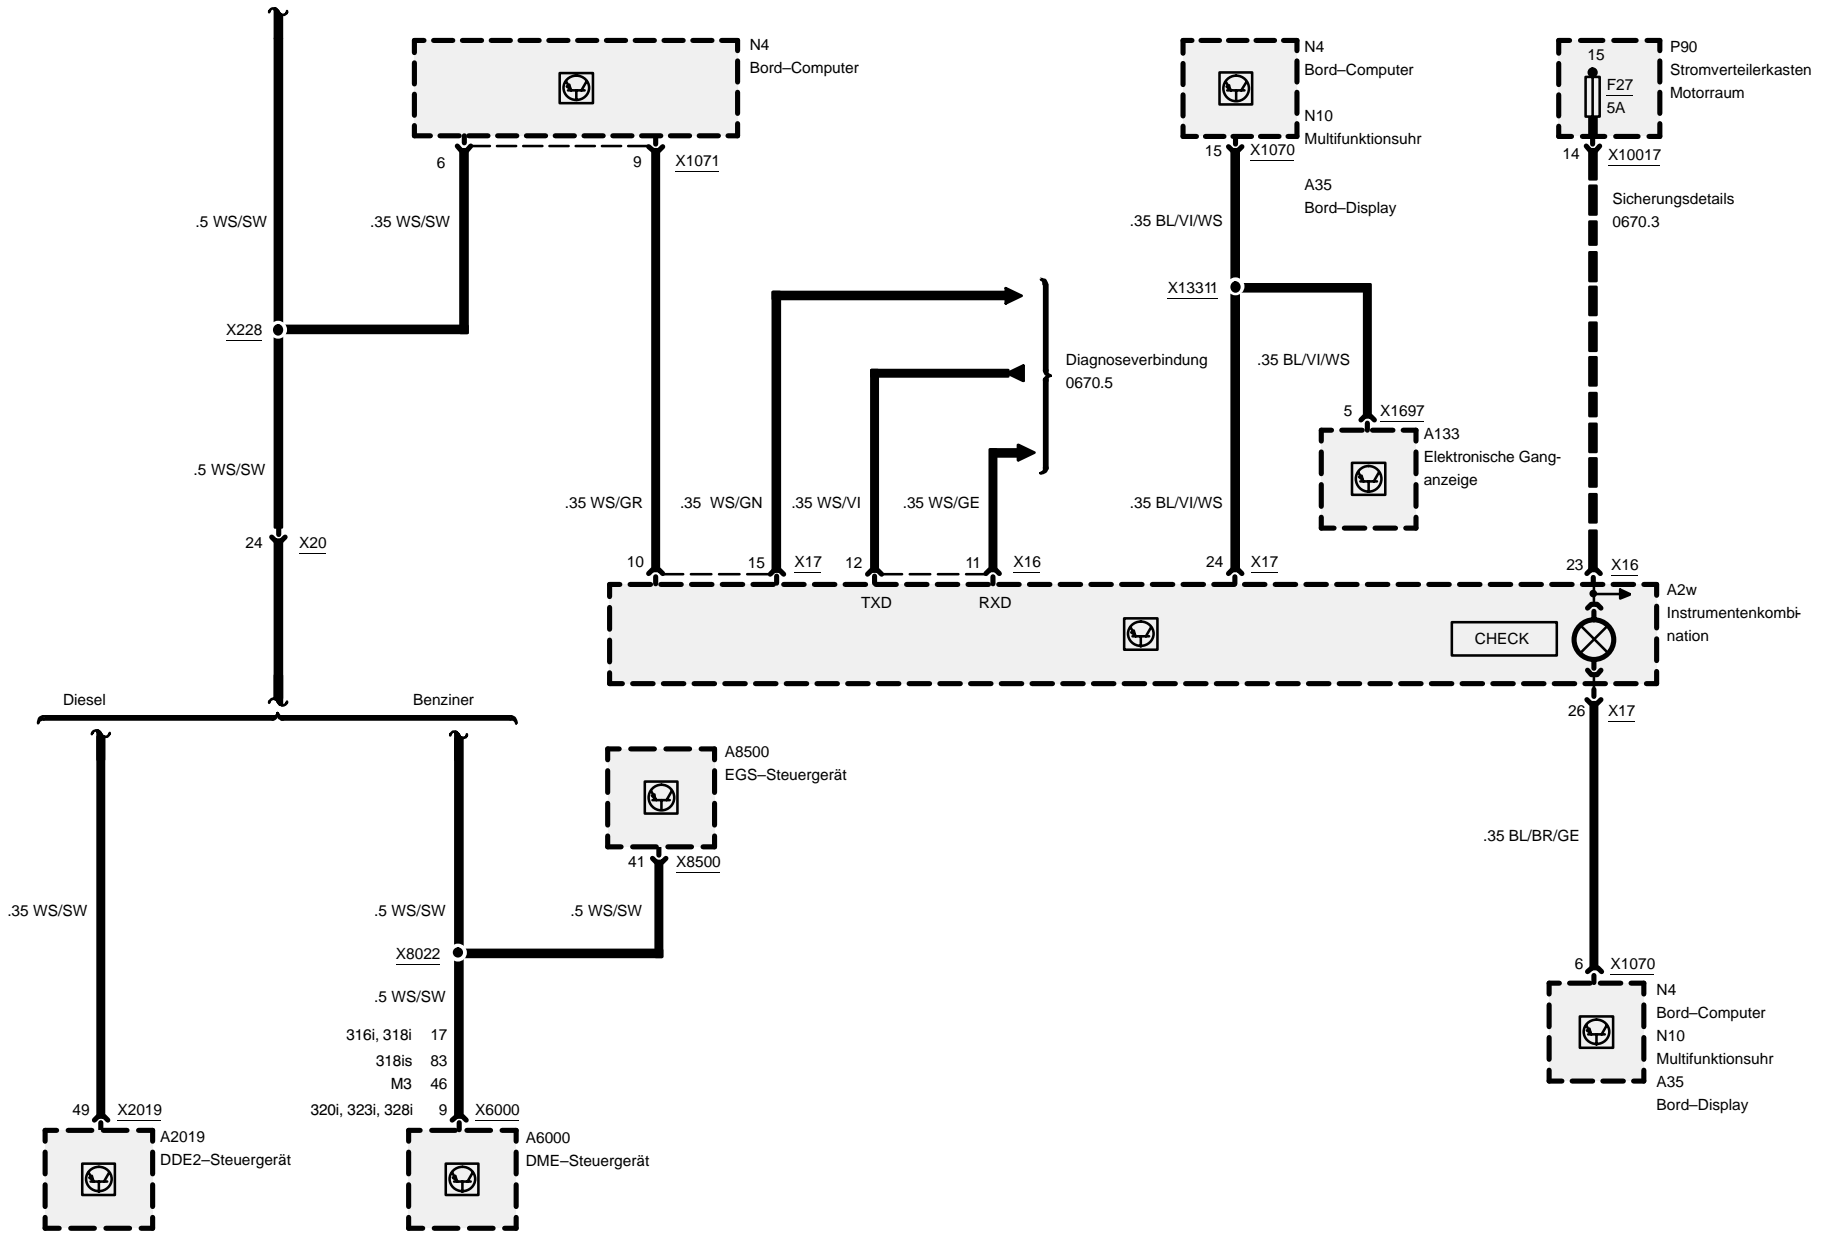 N4
Bord–Computer
6
9
X1071
N4
Bord–Computer
N10
Multifunktionsuhr
15
X1070
A35
Bord–Display
P90
Stromverteilerkasten
Motorraum
15
F27
5A
14
X10017
Sicherungsdetails
0670.3
.5 WS/SW
.35 WS/SW
.35 BL/VI/WS
X228
X13311
Diagnoseverbindung
0670.5
.35 BL/VI/WS
5
X1697
A133
Elektronische Gang-
anzeige
.5 WS/SW
.35 WS/GR
.35 WS/GN
.35 WS/VI
.35 WS/GE
.35 BL/VI/WS
24
X20
10
15
X17
12
11
X16
24
X17
23
X16
TXD
RXD
CHECK
A2w
Instrumentenkombi-
nation
26
X17
Diesel
Benziner
A8500
EGS–Steuergerät
41
X8500
.35 BL/BR/GE
.35 WS/SW
.5 WS/SW
.5 WS/SW
X8022
.5 WS/SW
316i, 318i 17
318is 83
M3 46
320i, 323i, 328i 9
X6000
49
X2019
A2019
DDE2–Steuergerät
A6000
DME–Steuergerät
6
X1070
N4
Bord–Computer
N10
Multifunktionsuhr
A35
Bord–Display